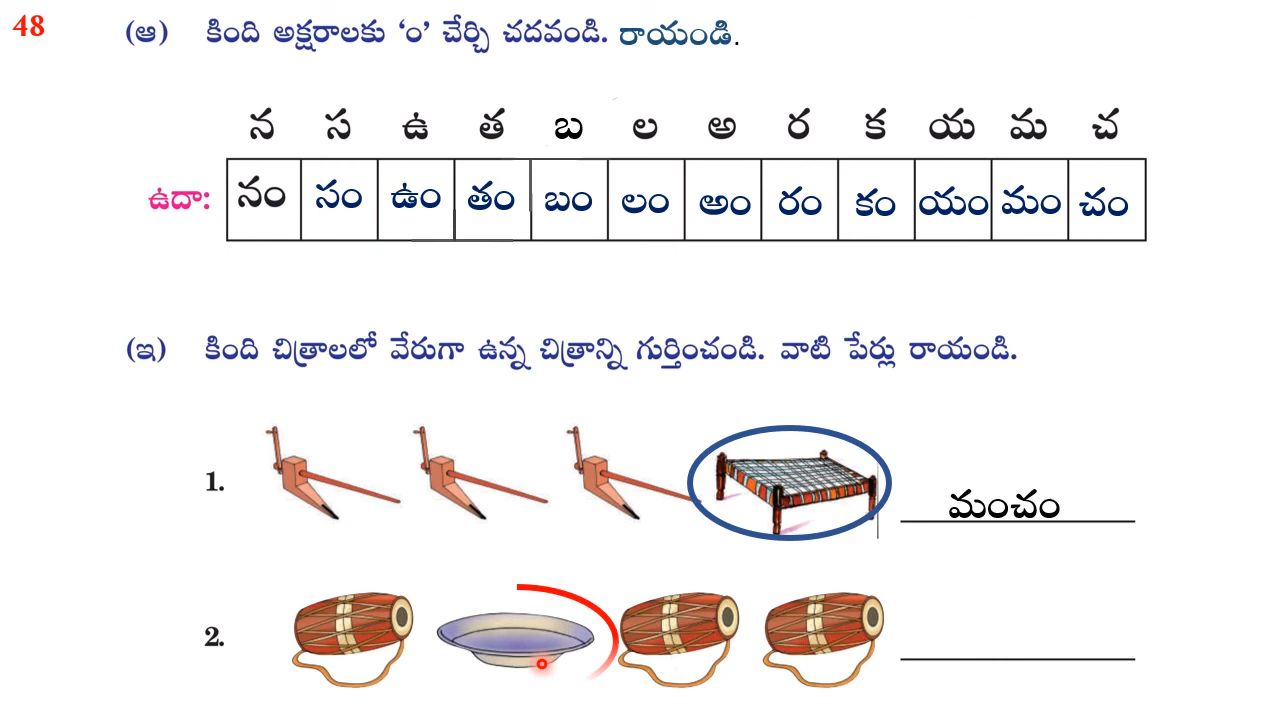 48
(ఆ) కింది అక్షరాలకు ‘ం’ చేర్చి చదవండి. రాయండి.
న స ఉ త బ ల అ ర క య మ చ
ఉదా: నం సం ఉం తం బం లం అం రం కం యం మం చం
(ఇ) కింది చిత్రాలలో వేరుగా ఉన్న చిత్రాన్ని గుర్తించండి. వాటి పేర్లు రాయండి.
1. మంచం
2.